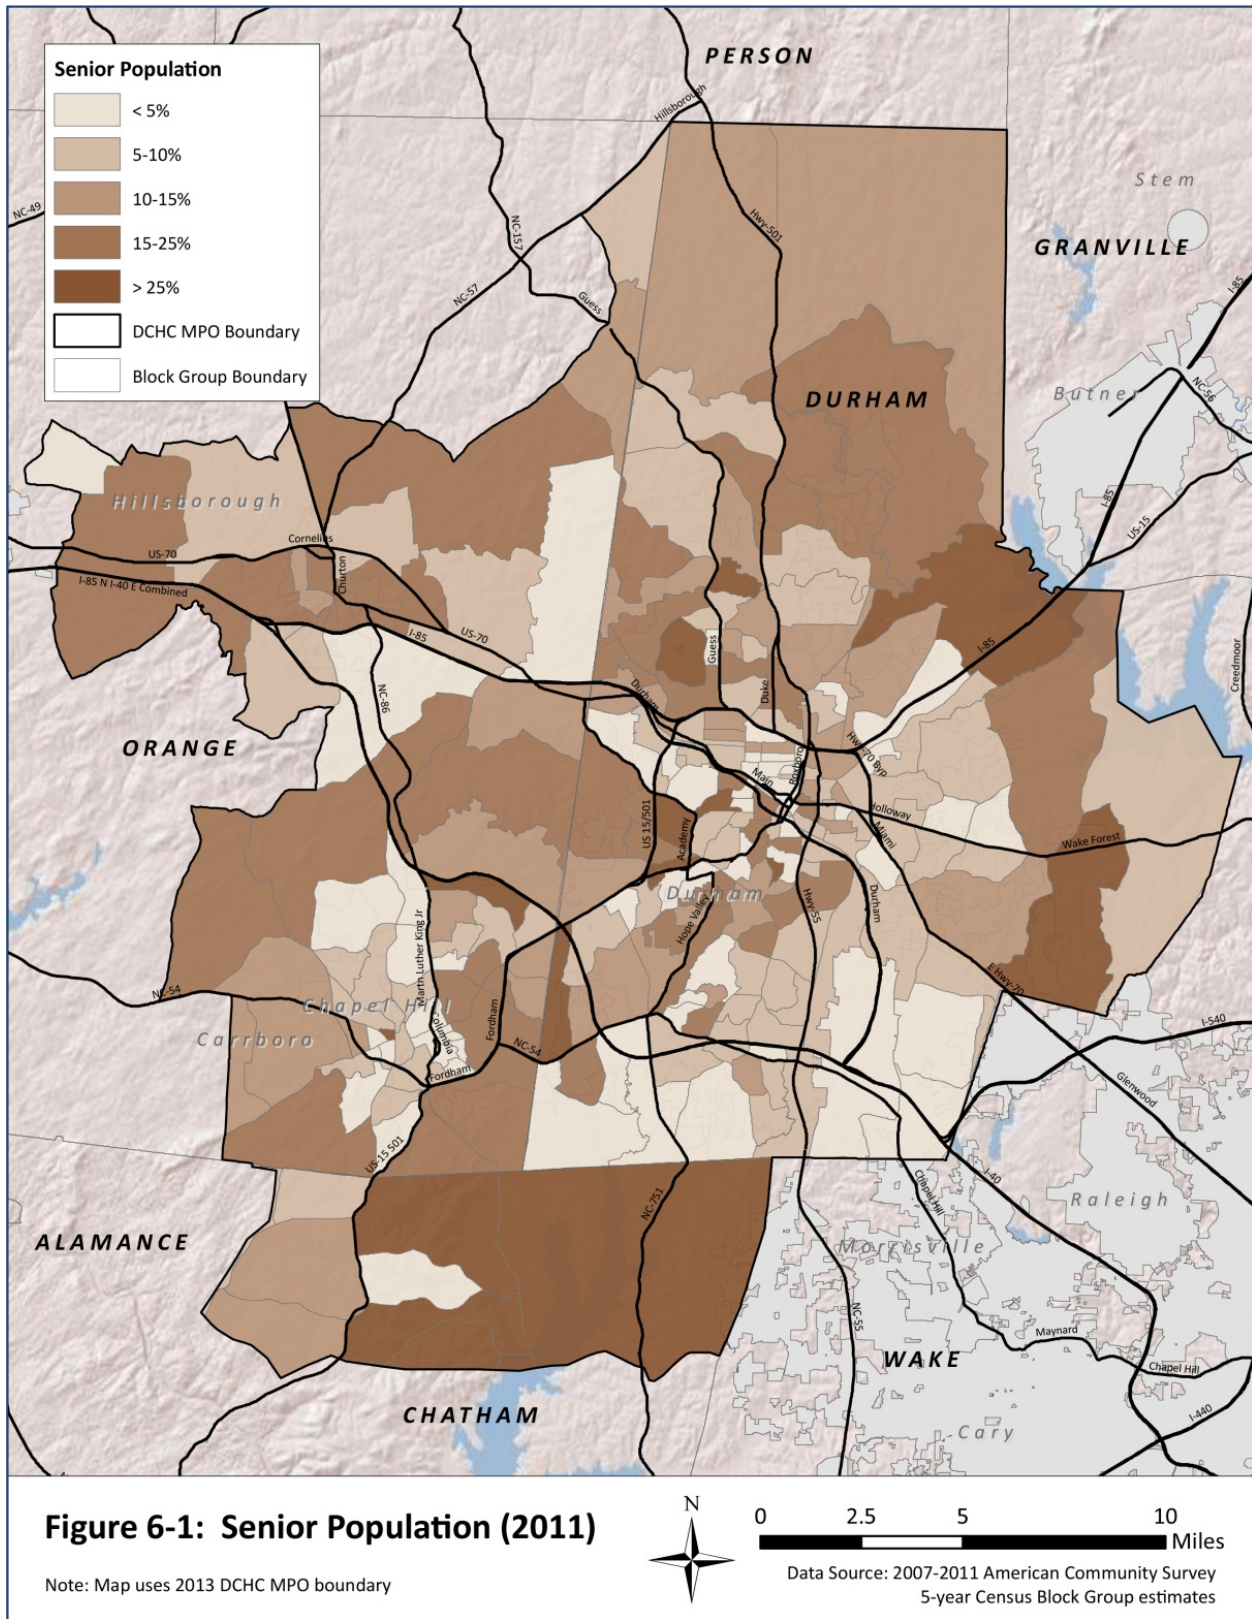 PERSON
Senior Population
< 5%
5-10%
10-15%
15-25%
> 25%
DCHC MPO Boundary
Block Group Boundary
Hillsborough
Stem
NC-49
NC-157
Hwy-501
GRANVILLE
I-85
NC-57
Guess
Butner
NC-56
DURHAM
I-85
US-15
Hillsborough
Cornelius
US-70
Churton
I-85 N I-40 E Combined
I-85
US-70
Guess
I-85
Creedmoor
NC-86
Durham
Duke
ORANGE
Hwy-70 Byp
Roxboro
Main
US 15/501
Academy
Holloway
Miami
Wake Forest
Durham
Hope Valley
Hwy-55
Durham
Martn Luther King Jr
E Hwy-70
NC-54
Chapel Hill
Carrboro
Columbia
Fordham
NC-54
Fordham
I-540
Glenwood
US-15 501
I-40
Chapel Hill
Raleigh
NC-751
ALAMANCE
Morrisville
NC-55
Maynard
WAKE
Chapel Hill
CHATHAM
I-440
Cary
Figure 6-1: Senior Population (2011)
Note: Map uses 2013 DCHC MPO boundary
N
0 2.5 5 10
Miles
Data Source: 2007-2011 American Community Survey
5-year Census Block Group estimates